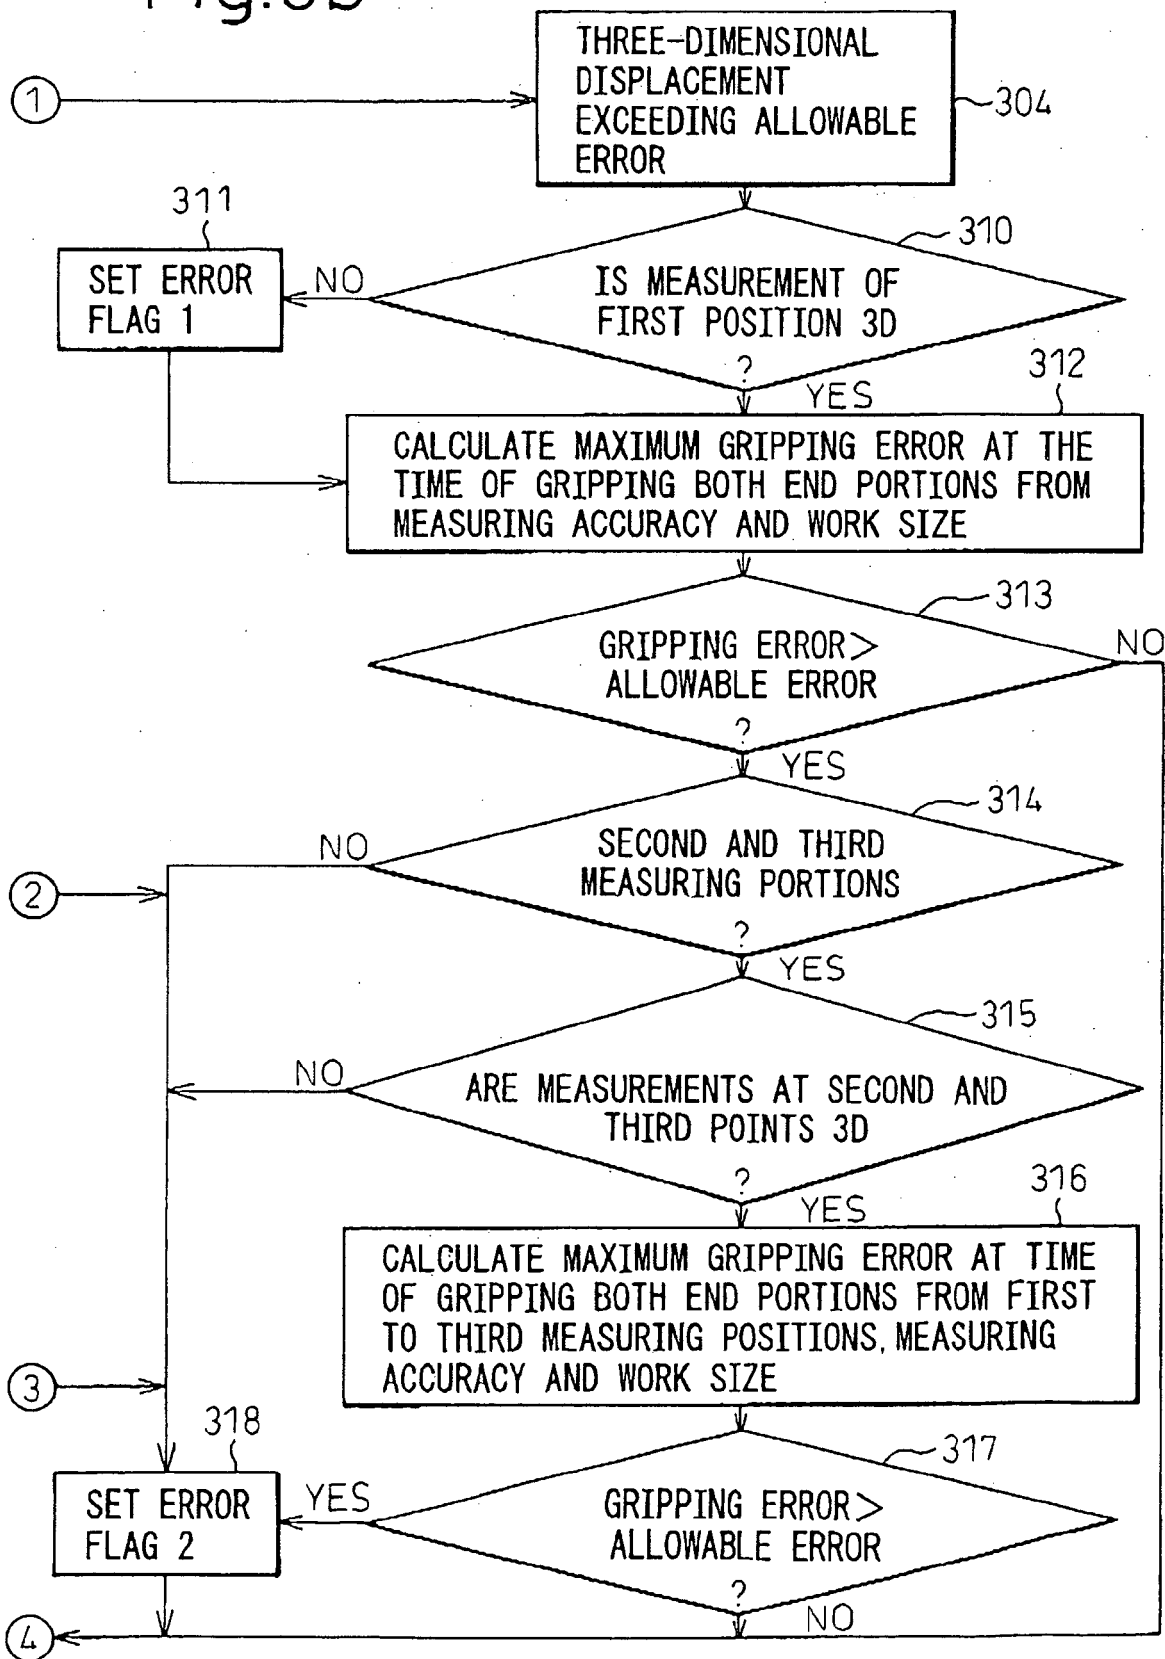 Fig.
1
THREE-DIMENSIONAL
DISPLACEMENT
EXCEEDING ALLOWABLE
ERROR
304
311
310
SET ERROR
FLAG 1
NO
IS MEASUREMENT OF
FIRST POSITION 3D
?
YES
312
CALCULATE MAXIMUM GRIPPING ERROR AT THE
TIME OF GRIPPING BOTH END PORTIONS FROM
MEASURING ACCURACY AND WORK SIZE
313
GRIPPING ERROR>
ALLOWABLE ERROR
?
NO
YES
314
NO
SECOND AND THIRD
MEASURING PORTIONS
?
2
YES
315
NO
ARE MEASUREMENTS AT SECOND AND
THIRD POINTS 3D
?
YES
316
CALCULATE MAXIMUM GRIPPING ERROR AT TIME
OF GRIPPING BOTH END PORTIONS FROM FIRST
TO THIRD MEASURING POSITIONS, MEASURING
ACCURACY AND WORK SIZE
3
318
317
SET ERROR
FLAG 2
YES
GRIPPING ERROR>
ALLOWABLE ERROR
?
NO
4